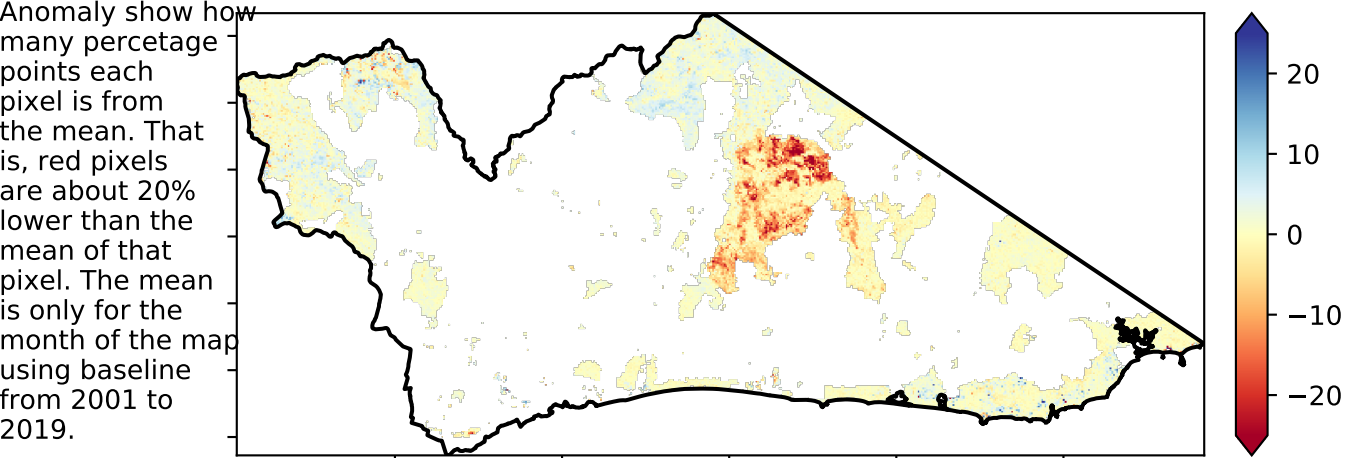 Anomaly show how
many percetage
points each
pixel is from
the mean. That
is, red pixels
are about 20%
lower than the
mean of that
pixel. The mean
is only for the
month of the map
using baseline
from 2001 to
2019.
20
10
0
−10
−20